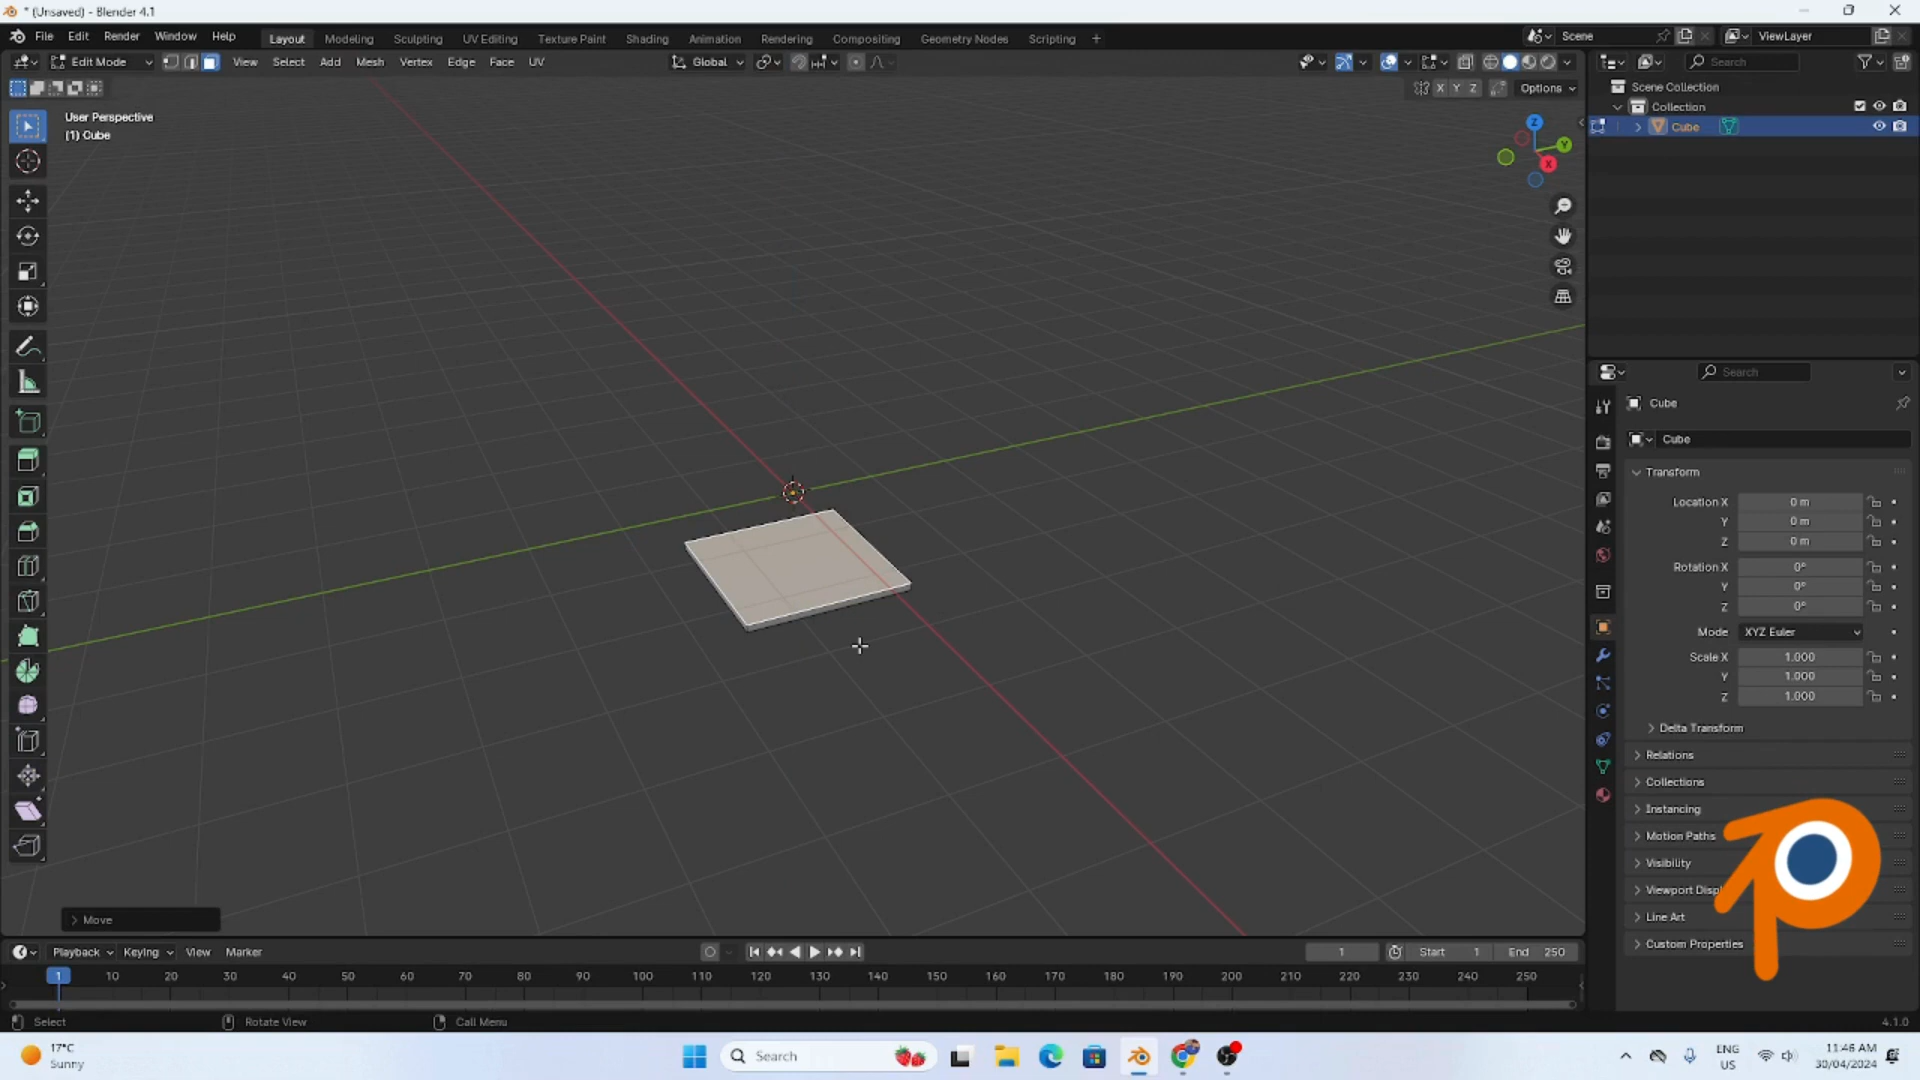 * (Unsaved) - Blender 4.1
File Edit Render Window Help Layout Modeling Sculpting UV Editing Texture Paint Shading Animation Rendering Compositing Geometry Nodes Scripting + Scene ViewLayer
Edit Mode View Select Add Mesh Vertex Edge Face UV Global Search
X Y Z Options
User Perspective
(1) Cube
Z
Y
X
Scene Collection
Collection
Cube
Search
Cube
Cube
Transform
Location X 0 m
Y 0 m
Z 0 m
Rotation X 0°
Y 0°
Z 0°
Mode XYZ Euler
Scale X 1.000
Y 1.000
Z 1.000
Delta Transform
Relations
Collections
Instancing
Motion Paths
Visibility
Viewport Displ
Line Art
Custom Properties
Move
Playback Keying View Marker 1 Start 1 End 250
1 10 20 30 40 50 60 70 80 90 100 110 120 130 140 150 160 170 180 190 200 210 220 230 240 250
Select Rotate View Call Menu 4.1.0
17°C
Sunny
Search
ENG
US
11:46 AM
30/04/2024